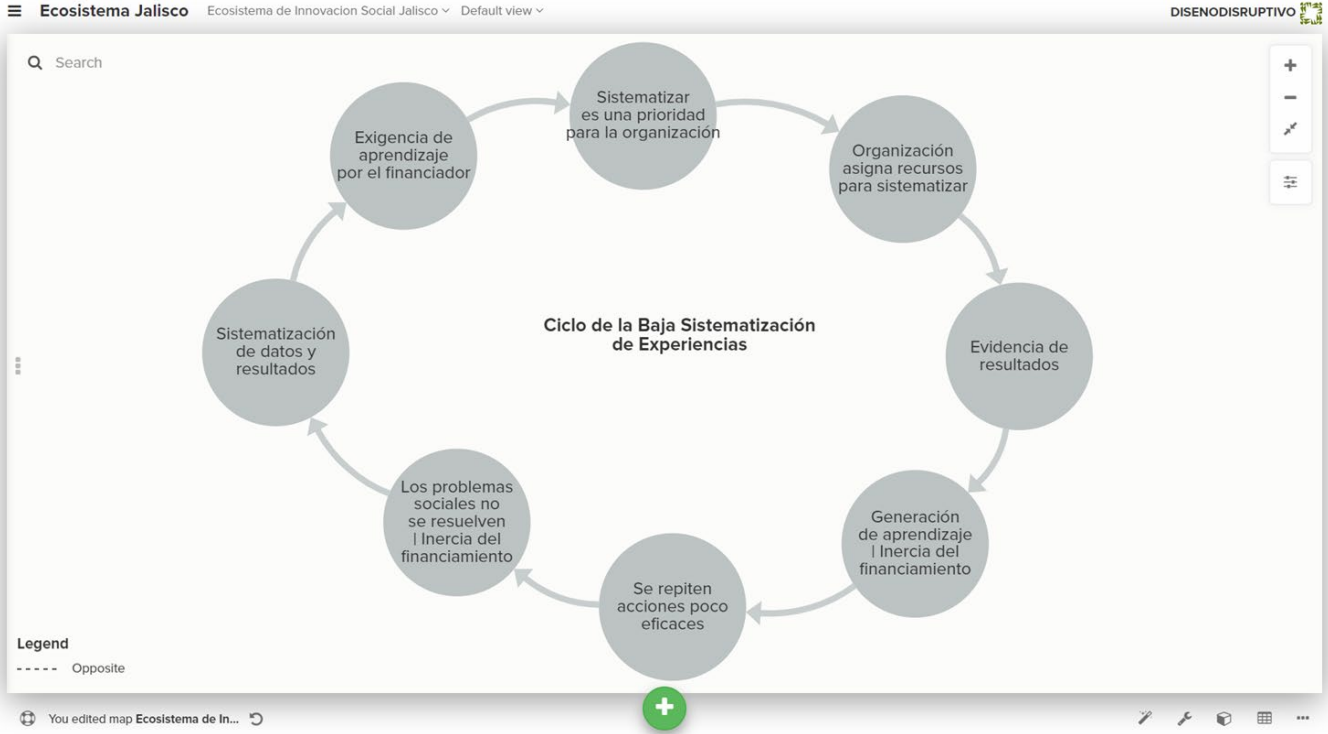 Ecosistema Jalisco Ecosistema de Innovacion Social Jalisco Default view DISENODISRUPTIVO
Search
Sistematizar
es una prioridad
para la organización
Exigencia de
aprendizaje
por el financiador
Organización
asigna recursos
para sistematizar
Ciclo de la Baja Sistematización
de Experiencias
Sistematización
de datos y
resultados
Evidencia de
resultados
Los problemas
sociales no
se resuelven
| Inercia del
financiamiento
Generación
de aprendizaje
| Inercia del
financiamiento
Se repiten
acciones poco
eficaces
Legend
Opposite
You edited map Ecosistema de In...